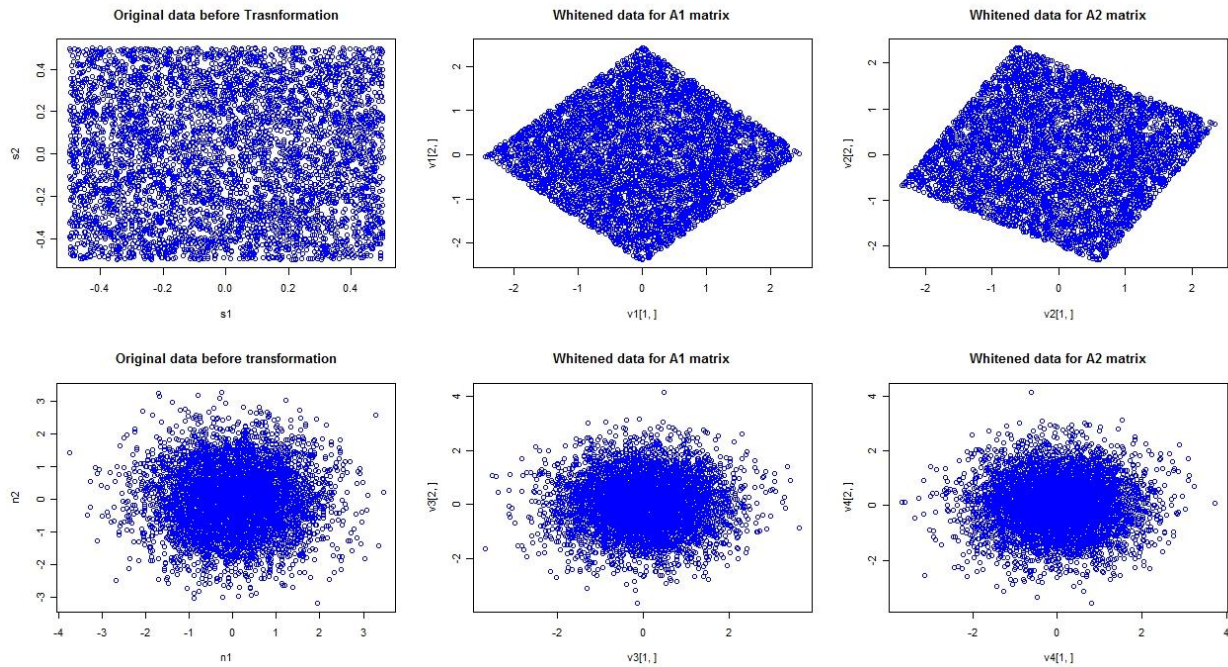 Original data before Trasnformation
0.4
0.2
0.0
-0.2
-0.4
s2
-0.4 -0.2 0.0 0.2 0.4
s1
Whitened data for A1 matrix
2
1
0
-1
-2
v1[2, ]
-2 -1 0 1 2
v1[1, ]
Whitened data for A2 matrix
2
1
0
-1
-2
v2[2, ]
-2 -1 0 1 2
v2[1, ]
Original data before transformation
3
2
1
0
-1
-2
-3
n2
-4 -3 -2 -1 0 1 2 3
n1
Whitened data for A1 matrix
4
2
0
-2
v3[2, ]
-2 0 2
v3[1, ]
Whitened data for A2 matrix
4
2
0
-2
v4[2, ]
-2 0 2 4
v4[1, ]